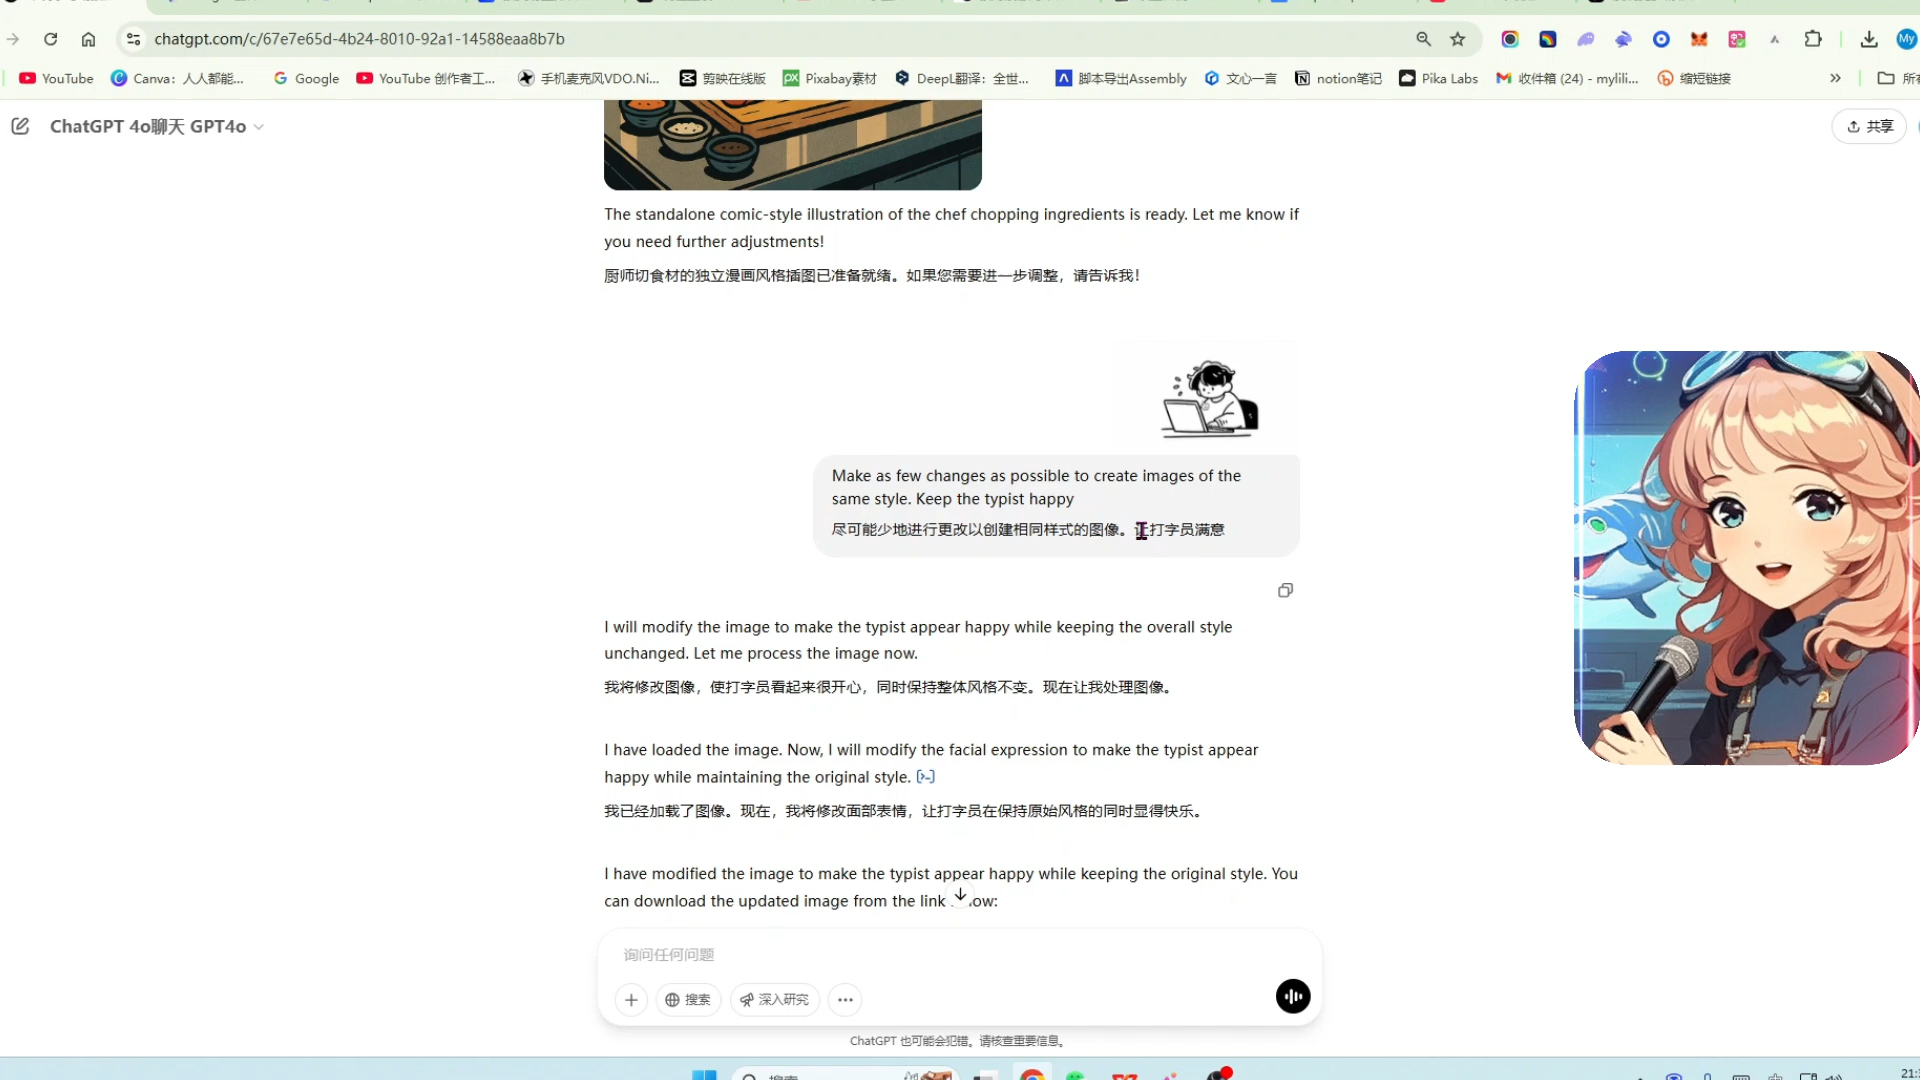 chatgpt.com/c/67e7e65d-4b24-8010-92a1-14588eaa8b7b
My
YouTube
Canva：人人都能...
Google
YouTube 创作者工...
手机麦克风VDO.Ni...
剪映在线版
Pixabay素材
DeepL翻译：全世...
脚本导出Assembly
文心一言
notion笔记
Pika Labs
收件箱 (24) - mylili...
缩短链接
所
ChatGPT 4o聊天 GPT4o
共享
The standalone comic-style illustration of the chef chopping ingredients is ready. Let me know if
you need further adjustments!
厨师切食材的独立漫画风格插图已准备就绪。如果您需要进一步调整，请告诉我！
Make as few changes as possible to create images of the
same style. Keep the typist happy
尽可能少地进行更改以创建相同样式的图像。让打字员满意
I will modify the image to make the typist appear happy while keeping the overall style
unchanged. Let me process the image now.
我将修改图像，使打字员看起来很开心，同时保持整体风格不变。现在让我处理图像。
I have loaded the image. Now, I will modify the facial expression to make the typist appear
happy while maintaining the original style.
我已经加载了图像。现在，我将修改面部表情，让打字员在保持原始风格的同时显得快乐。
I have modified the image to make the typist appear happy while keeping the original style. You
can download the updated image from the link
询问任何问题
搜索
深入研究
ChatGPT 也可能会犯错。请核查重要信息。
搜索